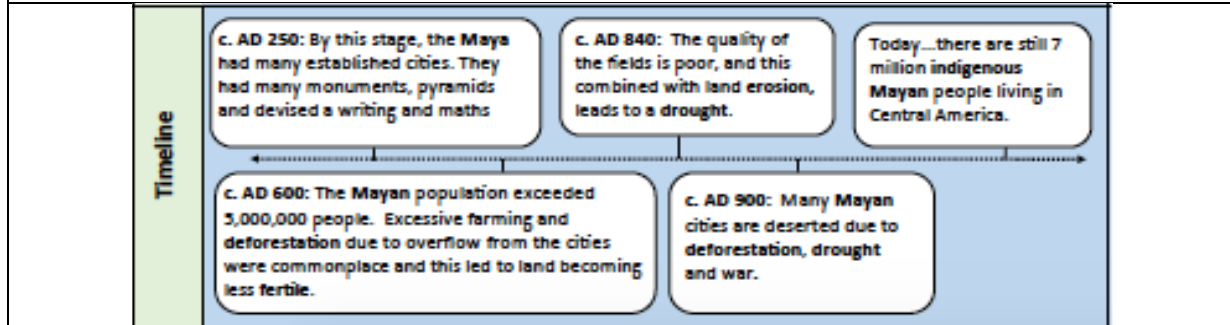 Timeline
c. AD 250: By this stage, the Maya
had many established cities. They
had many monuments, pyramids
and devised a writing and maths
c. AD 840: The quality of
the fields is poor, and this
combined with land erosion,
leads to a drought.
Today...there are still 7
million indigenous
Mayan people living in
Central America.
c. AD 600: The Mayan population exceeded
3,000,000 people. Excessive farming and
deforestation due to overflow from the cities
were commonplace and this led to land becoming
less fertile.
c. AD 900: Many Mayan
cities are deserted due to
deforestation, drought
and war.